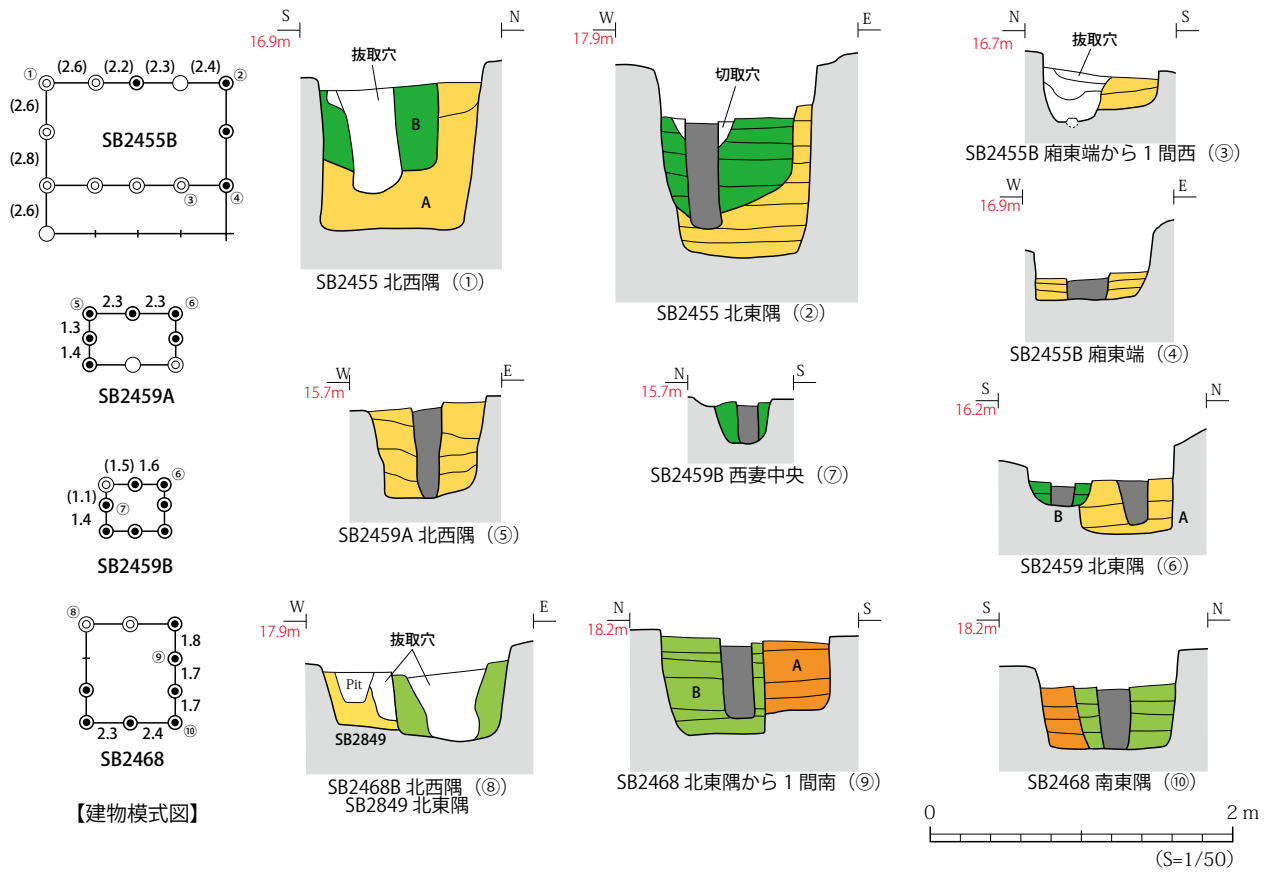 ① (2.6) (2.2) (2.3) (2.4) ②
(2.6)
SB2455B
(2.8)
③ ④
(2.6)
⑤ 2.3 2.3 ⑥
1.3
1.4
SB2459A
(1.5) 1.6 ⑥
(1.1)
⑦
1.4
SB2459B
⑧
1.8
⑨
1.7
1.7
2.3 2.4 ⑩
SB2468
【建物模式図】
S N
16.9m
抜取穴
B
A
SB2455 北西隅（①）
W E
17.9m
切取穴
SB2455 北東隅（②）
N S
16.7m
抜取穴
SB2455B 廂東端から 1 間西（③）
W E
16.9m
SB2455B 廂東端（④）
W E
15.7m
SB2459A 北西隅（⑤）
N S
15.7m
SB2459B 西妻中央（⑦）
S N
16.2m
B A
SB2459 北東隅（⑥）
W E
17.9m
抜取穴
Pit
SB2849
SB2468B 北西隅（⑧）
SB2849 北東隅
N S
18.2m
A
B
SB2468 北東隅から 1 間南（⑨）
S N
18.2m
SB2468 南東隅（⑩）
0 2 m
(S=1/50)